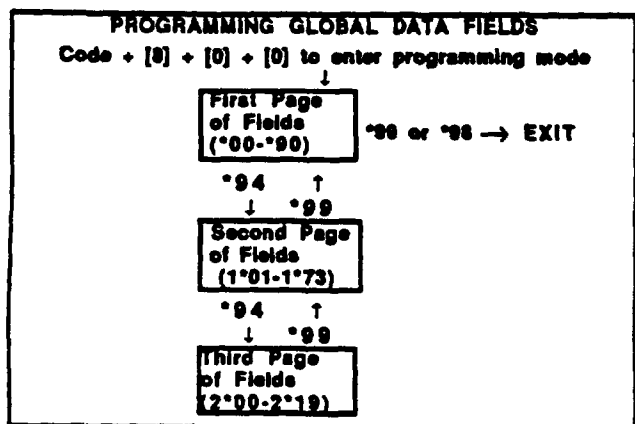 PROGRAMMING GLOBAL DATA FIELDS
Code + [8] + [0] + [0] to enter programming mode
↓
First Page
of Fields
(*00-*90)
*99 or *98 → EXIT
*94 ↑
↓ *99
Second Page
of Fields
(1*01-1*73)
*94 ↑
↓ *99
Third Page
of Fields
(2*00-2*19)